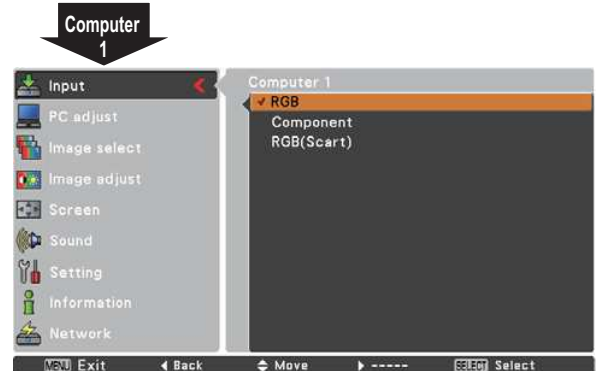 Computer
1
Input
Computer 1
RGB
Component
RGB(Scart)
PC adjust
Image select
Image adjust
Screen
Sound
Setting
Information
Network
MENU Exit Back Move ----- SELECT Select